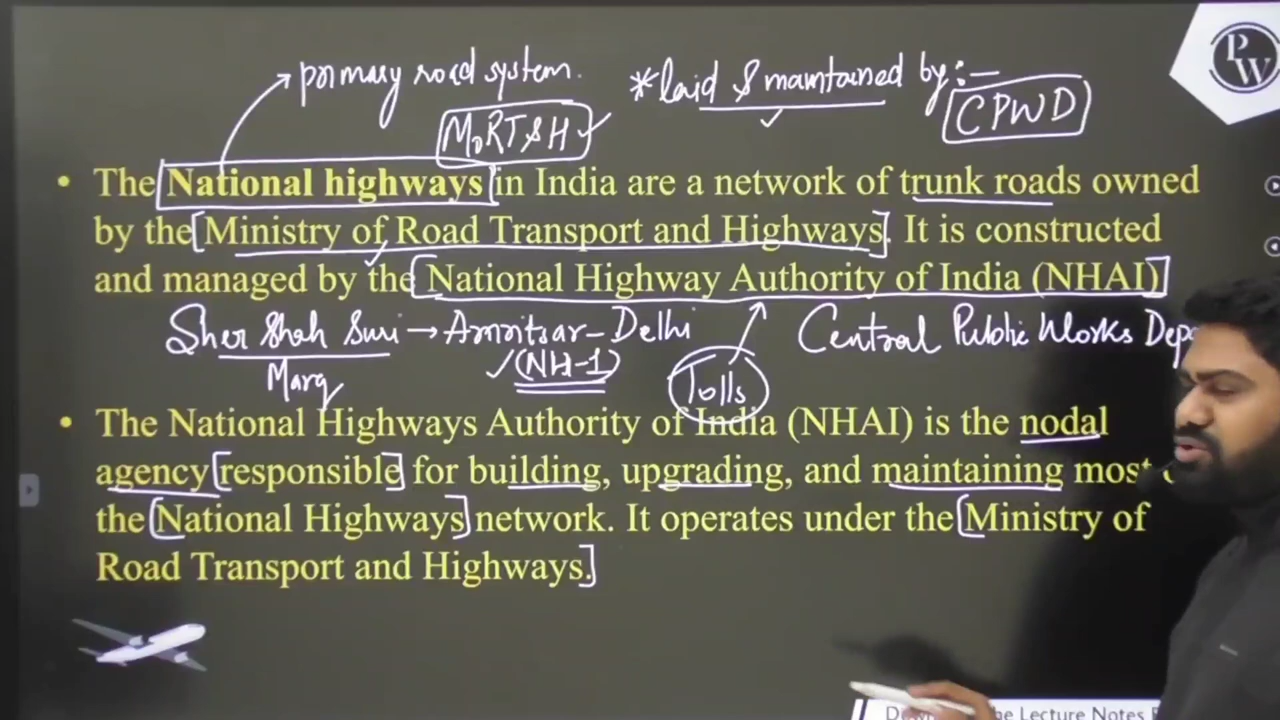 primary road system.
*laid & maintained by:-
MoRT&H
CPWD
PW
• The National highways in India are a network of trunk roads owned
by the Ministry of Road Transport and Highways. It is constructed
and managed by the National Highway Authority of India (NHAI)
Sher Shah Suri → Amritsar-Delhi
Central Public Works Dep
Marg
(NH-1)
Tolls
• The National Highways Authority of India (NHAI) is the nodal
agency responsible for building, upgrading, and maintaining most
the National Highways network. It operates under the Ministry of
Road Transport and Highways.
he Lecture Notes